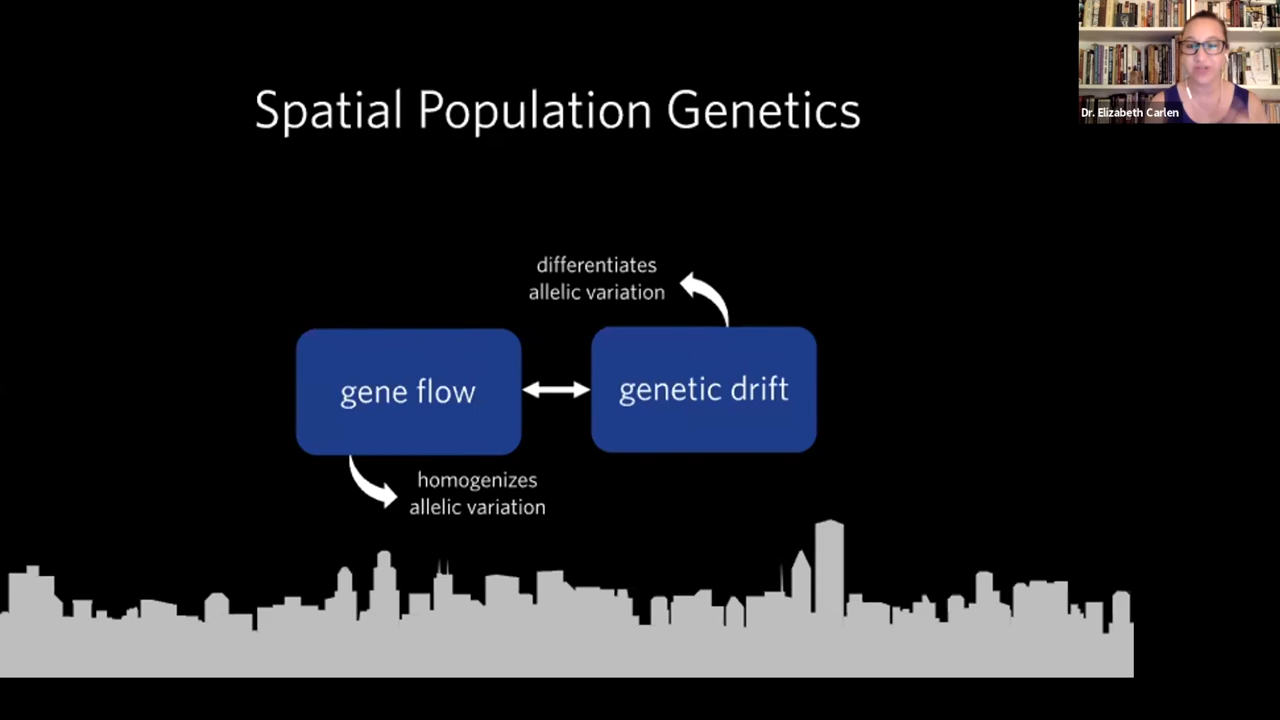 Spatial Population Genetics
Dr. Elizabeth Carlen
differentiates
allelic variation
gene flow
genetic drift
homogenizes
allelic variation